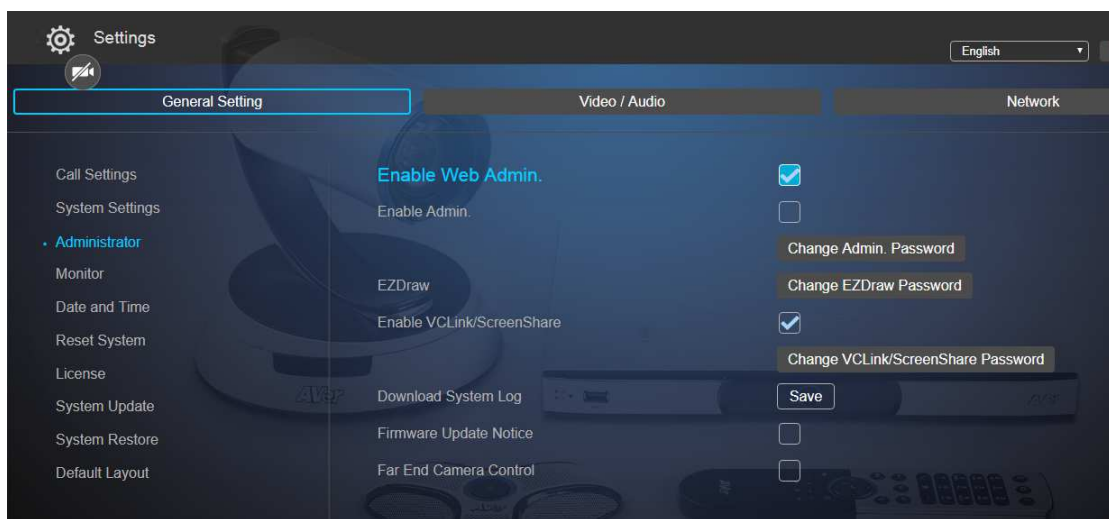 Settings
English
General Setting
Video / Audio
Network
Call Settings
System Settings
Administrator
Monitor
Date and Time
Reset System
License
System Update
System Restore
Default Layout
Enable Web Admin.
Enable Admin.
Change Admin. Password
EZDraw
Change EZDraw Password
Enable VCLink/ScreenShare
Change VCLink/ScreenShare Password
Download System Log
Save
Firmware Update Notice
Far End Camera Control
AVer